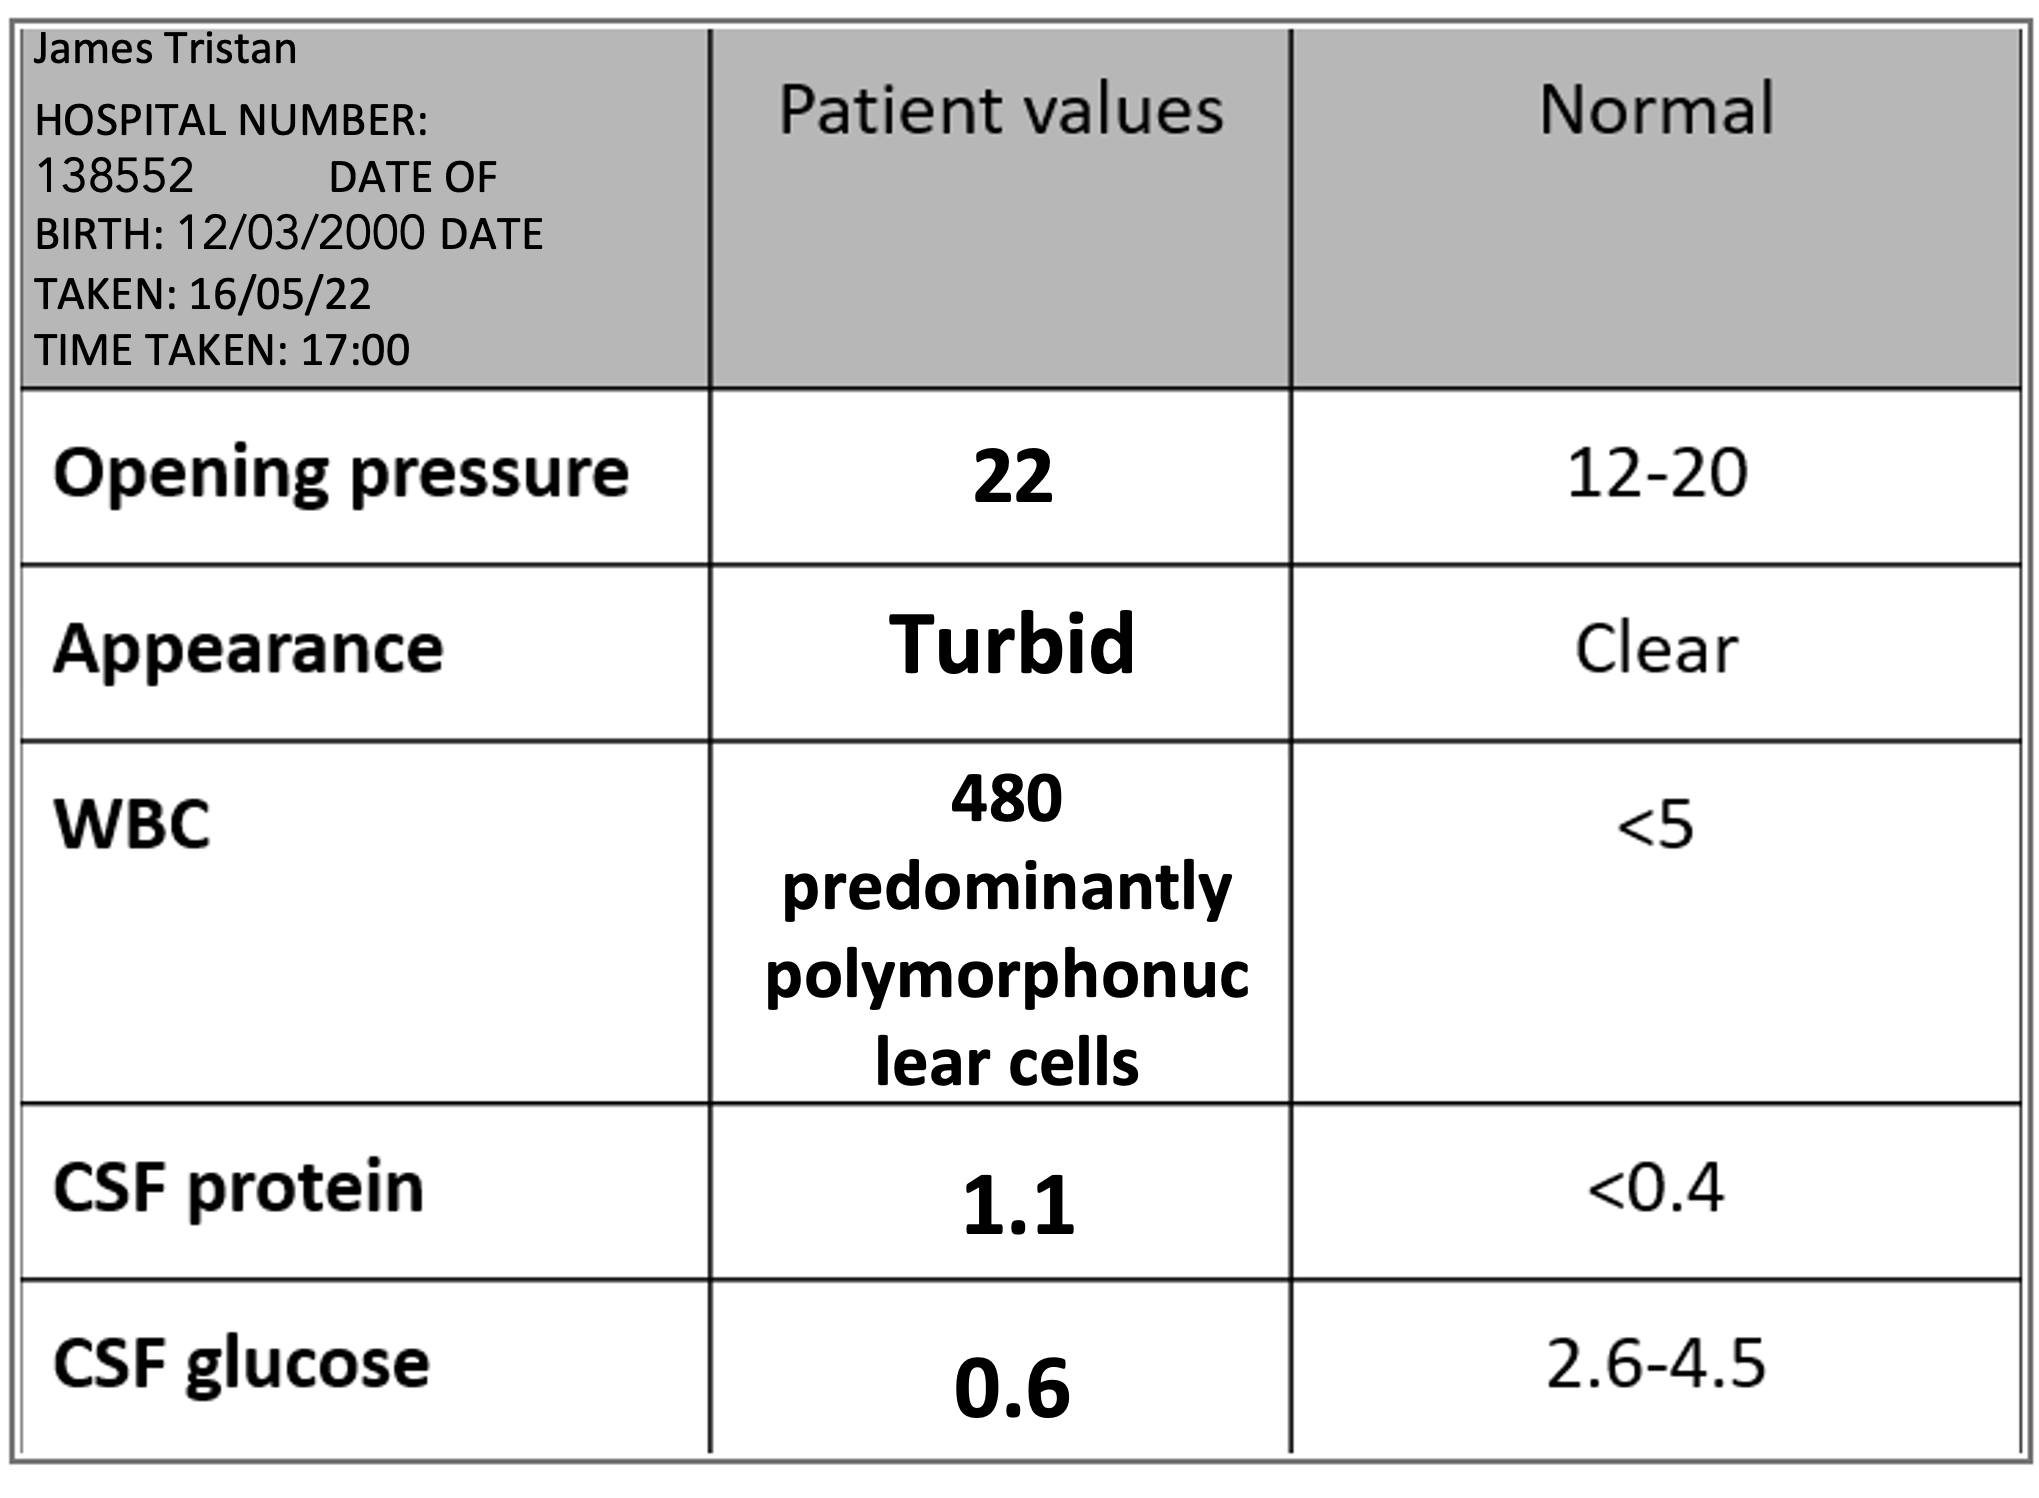 James Tristan
HOSPITAL NUMBER:
138552 DATE OF
BIRTH: 12/03/2000 DATE
TAKEN: 16/05/22
TIME TAKEN: 17:00
Patient values
Normal
Opening pressure
22
12-20
Appearance
Turbid
Clear
WBC
480
predominantly
polymorphonuc
lear cells
<5
CSF protein
1.1
<0.4
CSF glucose
0.6
2.6-4.5